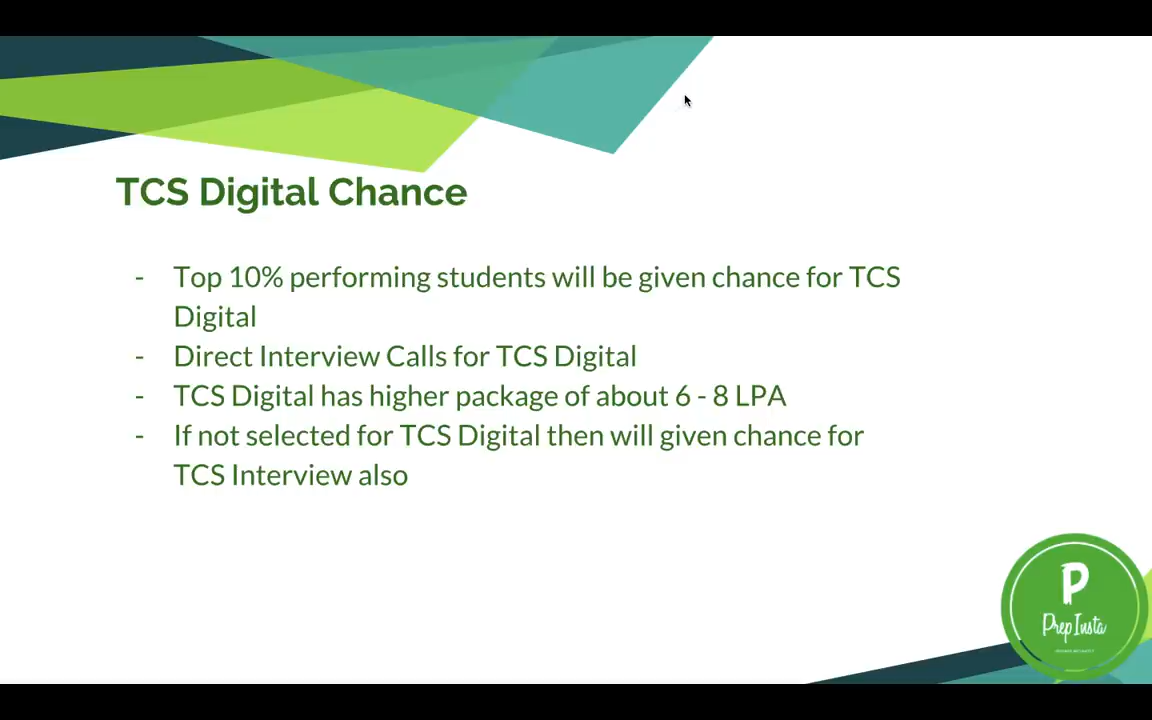 TCS Digital Chance
- Top 10% performing students will be given chance for TCS
Digital
- Direct Interview Calls for TCS Digital
- TCS Digital has higher package of about 6 - 8 LPA
- If not selected for TCS Digital then will given chance for
TCS Interview also
P
Prep Insta